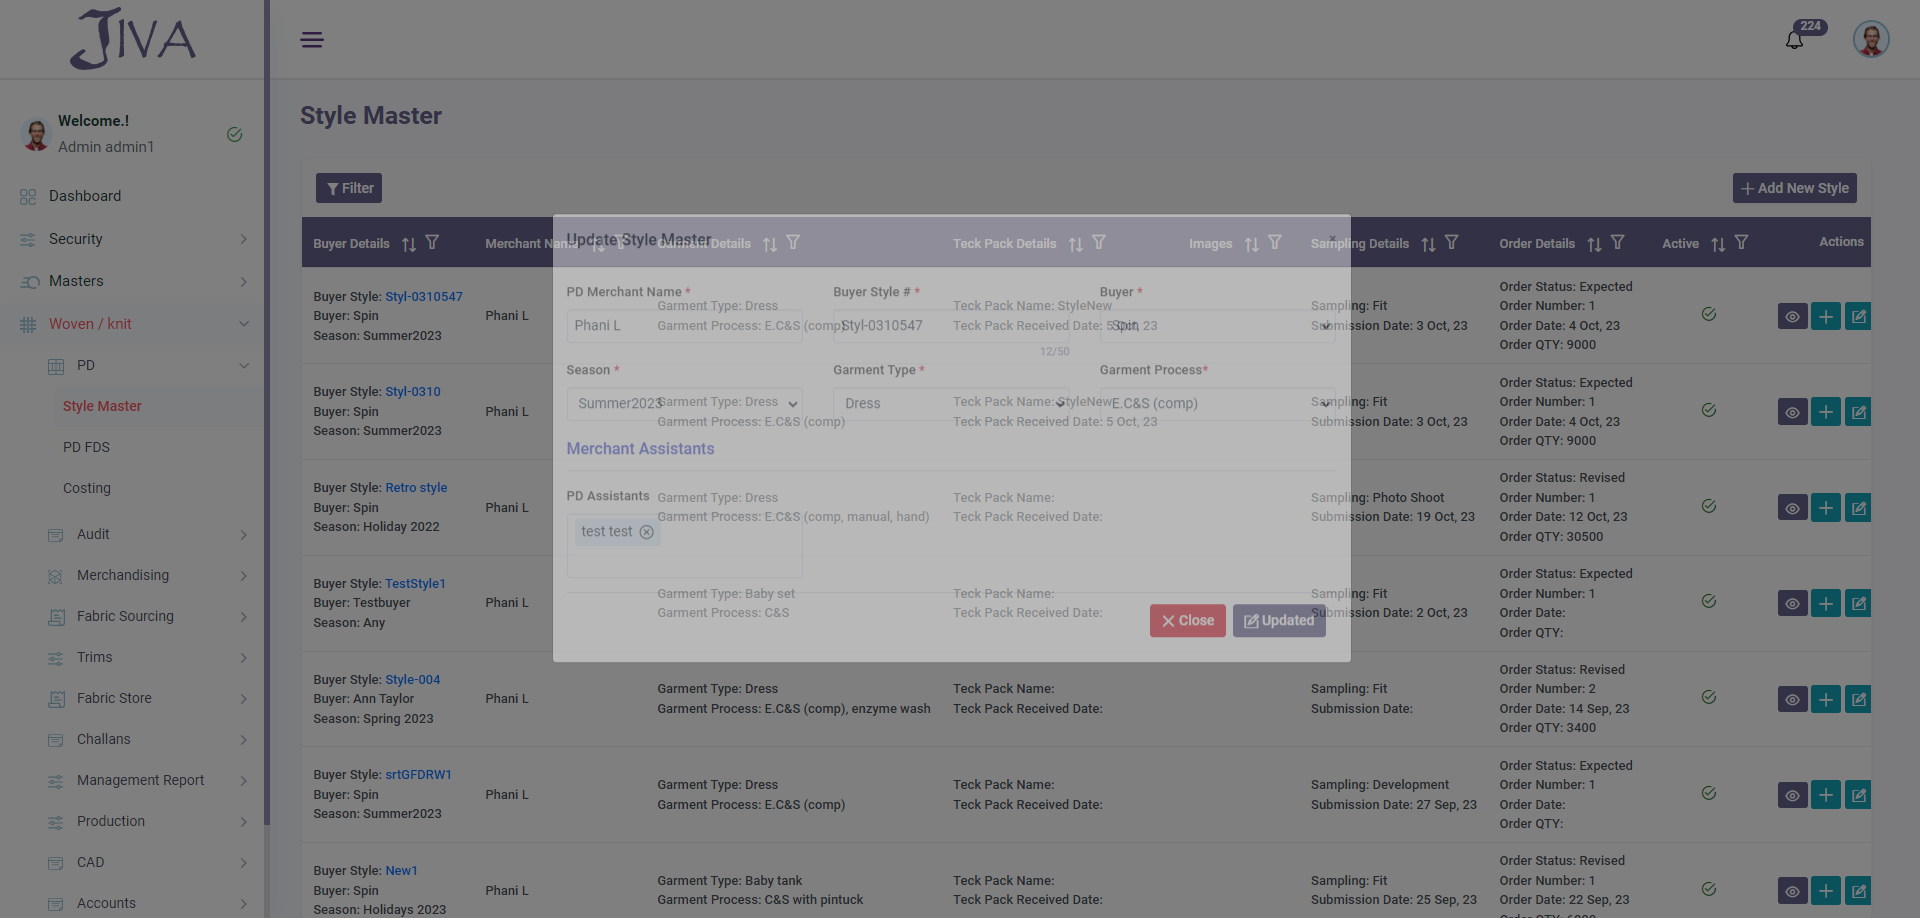 JIVA
224
Welcome.!
Admin admin1
Dashboard
Security
Masters
Woven / knit
PD
Style Master
PD FDS
Costing
Audit
Merchandising
Fabric Sourcing
Trims
Fabric Store
Challans
Management Report
Production
CAD
Accounts
Style Master
Filter
Add New Style
Buyer Details
Merchant Name
Garment Details
Teck Pack Details
Images
Sampling Details
Order Details
Active
Actions
Buyer Style: Styl-0310547
Buyer: Spin
Season: Summer2023
Phani L
Garment Type: Dress
Garment Process: E.C&S (comp)
Teck Pack Name: StyleNew
Teck Pack Received Date: 5 Oct, 23
Sampling: Fit
Submission Date: 3 Oct, 23
Order Status: Expected
Order Number: 1
Order Date: 4 Oct, 23
Order QTY: 9000
Buyer Style: Styl-0310
Buyer: Spin
Season: Summer2023
Phani L
Garment Type: Dress
Garment Process: E.C&S (comp)
Teck Pack Name: StyleNew
Teck Pack Received Date: 5 Oct, 23
Sampling: Fit
Submission Date: 3 Oct, 23
Order Status: Expected
Order Number: 1
Order Date: 4 Oct, 23
Order QTY: 9000
Buyer Style: Retro style
Buyer: Spin
Season: Holiday 2022
Phani L
Garment Type: Dress
Garment Process: E.C&S (comp, manual, hand)
Teck Pack Name:
Teck Pack Received Date:
Sampling: Photo Shoot
Submission Date: 19 Oct, 23
Order Status: Revised
Order Number: 1
Order Date: 12 Oct, 23
Order QTY: 30500
Buyer Style: TestStyle1
Buyer: Testbuyer
Season: Any
Phani L
Garment Type: Baby set
Garment Process: C&S
Teck Pack Name:
Teck Pack Received Date:
Sampling: Fit
Submission Date: 2 Oct, 23
Order Status: Expected
Order Number: 1
Order Date:
Order QTY:
Buyer Style: Style-004
Buyer: Ann Taylor
Season: Spring 2023
Phani L
Garment Type: Dress
Garment Process: E.C&S (comp), enzyme wash
Teck Pack Name:
Teck Pack Received Date:
Sampling: Fit
Submission Date:
Order Status: Revised
Order Number: 2
Order Date: 14 Sep, 23
Order QTY: 3400
Buyer Style: srtGFDRW1
Buyer: Spin
Season: Summer2023
Phani L
Garment Type: Dress
Garment Process: E.C&S (comp)
Teck Pack Name:
Teck Pack Received Date:
Sampling: Development
Submission Date: 27 Sep, 23
Order Status: Expected
Order Number: 1
Order Date:
Order QTY:
Buyer Style: New1
Buyer: Spin
Season: Holidays 2023
Phani L
Garment Type: Baby tank
Garment Process: C&S with pintuck
Teck Pack Name:
Teck Pack Received Date:
Sampling: Fit
Submission Date: 25 Sep, 23
Order Status: Revised
Order Number: 1
Order Date: 22 Sep, 23
Update Style Master
×
PD Merchant Name *
Phani L
Buyer Style # *
Styl-0310547
12/50
Buyer *
Spin
Season *
Summer2023
Garment Type *
Dress
Garment Process*
E.C&S (comp)
Merchant Assistants
PD Assistants
test test
Close
Updated